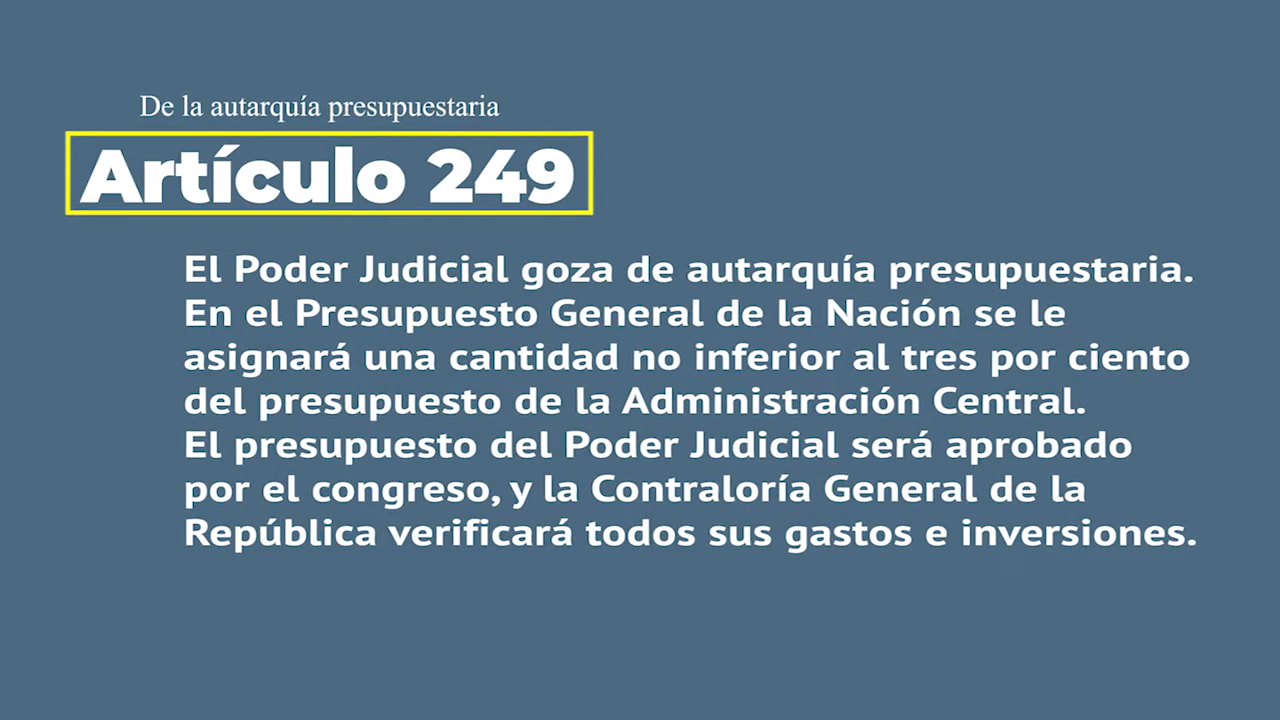 De la autarquía presupuestaria
Artículo 249
El Poder Judicial goza de autarquía presupuestaria.
En el Presupuesto General de la Nación se le
asignará una cantidad no inferior al tres por ciento
del presupuesto de la Administración Central.
El presupuesto del Poder Judicial será aprobado
por el congreso, y la Contraloría General de la
República verificará todos sus gastos e inversiones.